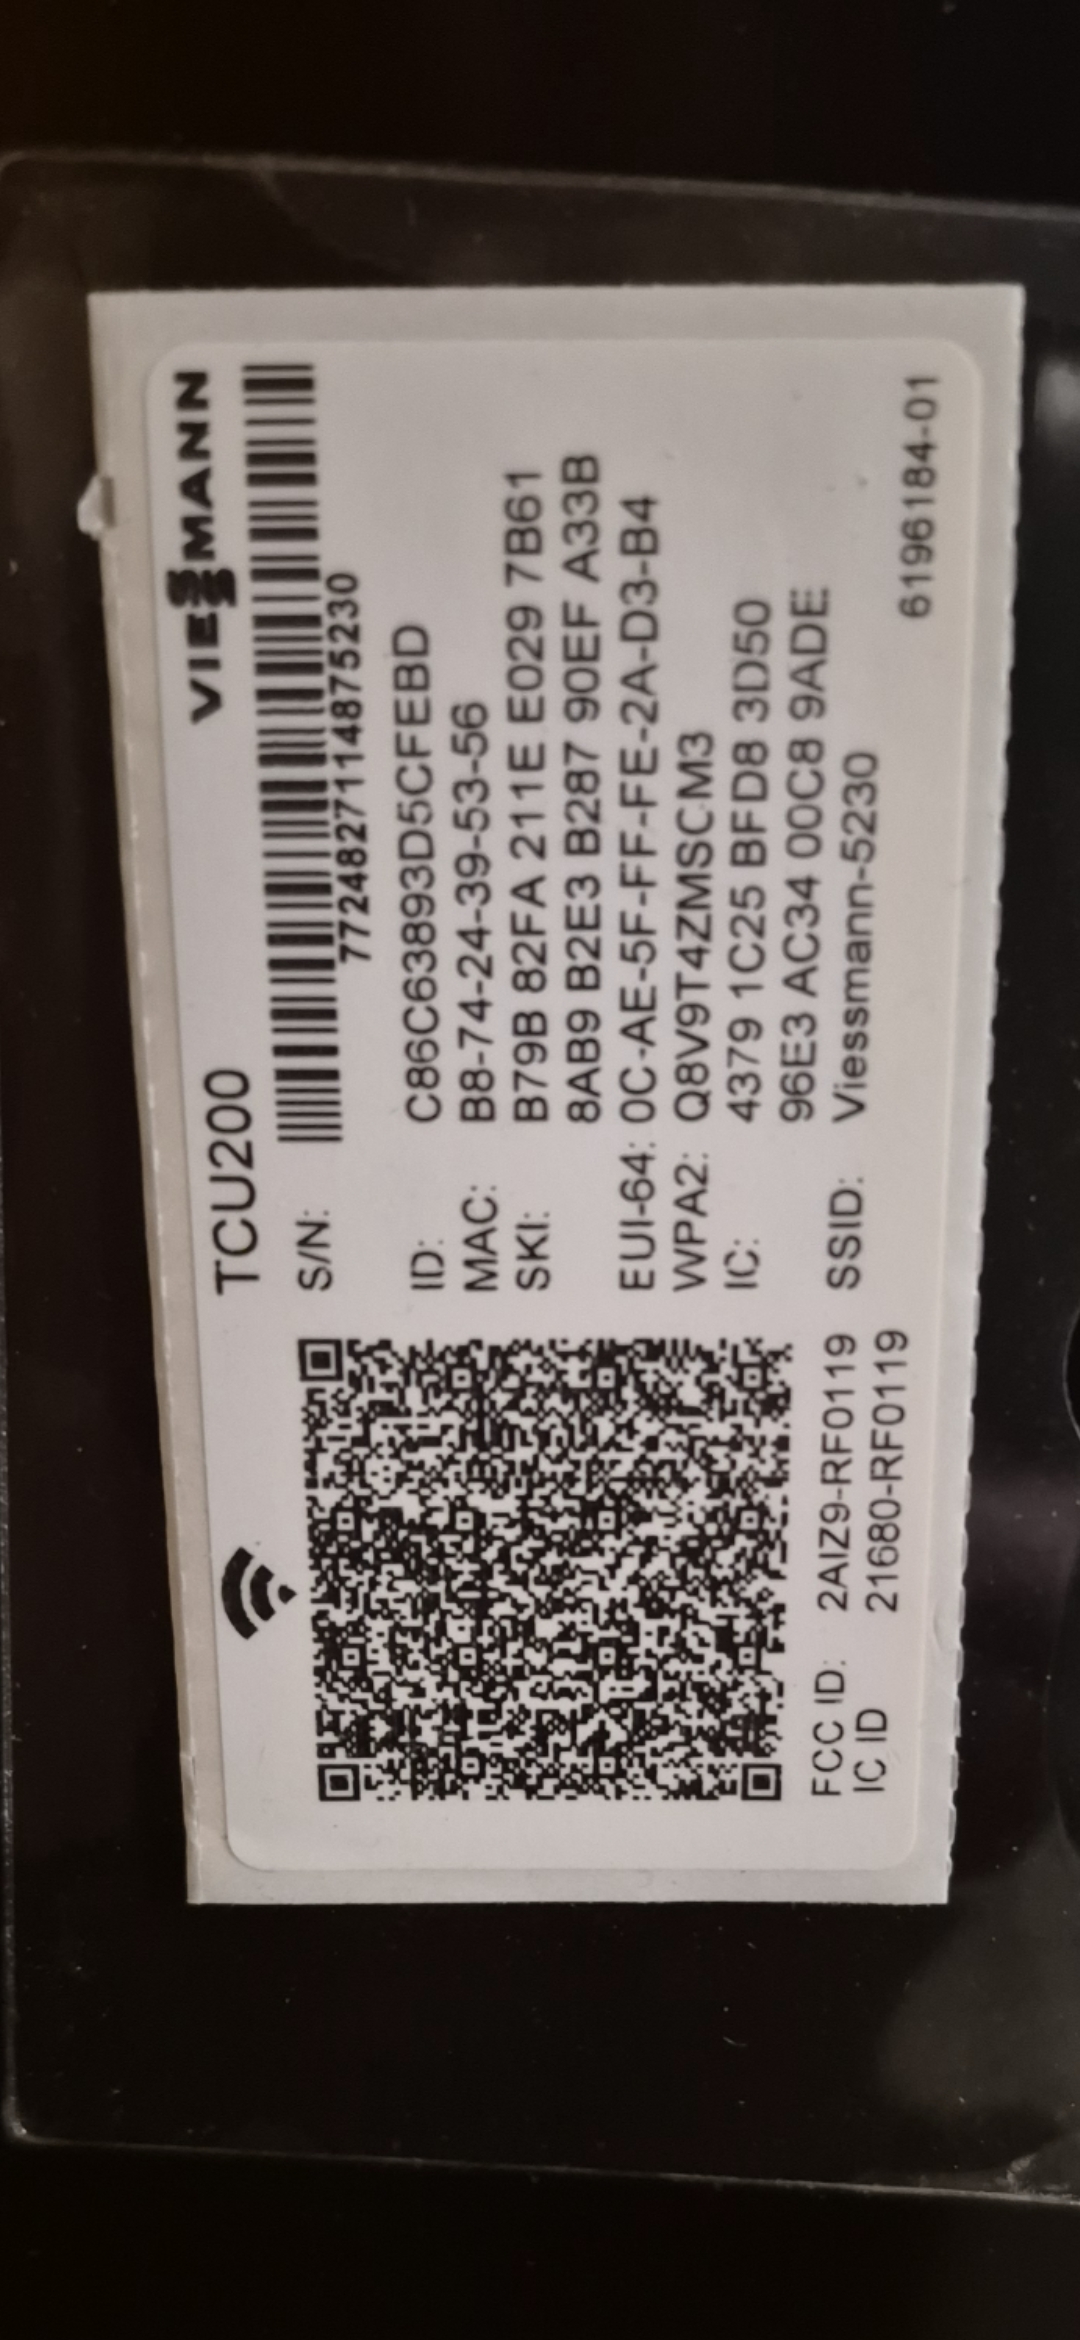 TCU200
VIESSMANN
S/N:
7724827114875230
ID: C86C63893D5CFEBD
MAC: B8-74-24-39-53-56
SKI: B79B 82FA 211E E029 7B61
8AB9 B2E3 B287 90EF A33B
EUI-64: 0C-AE-5F-FF-FE-2A-D3-B4
WPA2: Q8V9T4ZMSCM3
IC: 4379 1C25 BFD8 3D50
96E3 AC34 00C8 9ADE
SSID: Viessmann-5230
FCC ID: 2AIZ9-RF0119
IC ID 21680-RF0119
6196184-01